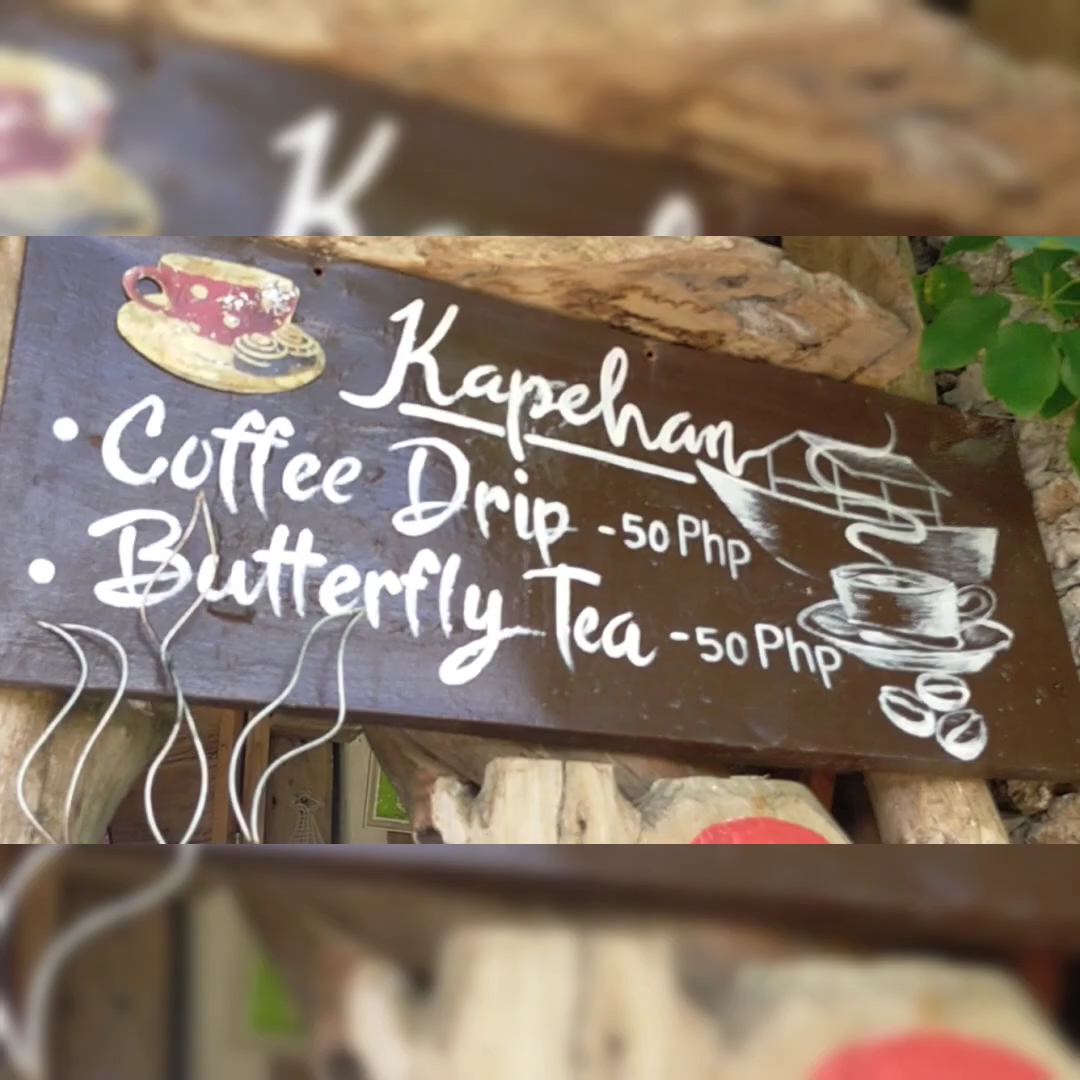 Kapehan
• Coffee Drip - 50 Php
• Butterfly Tea - 50 Php